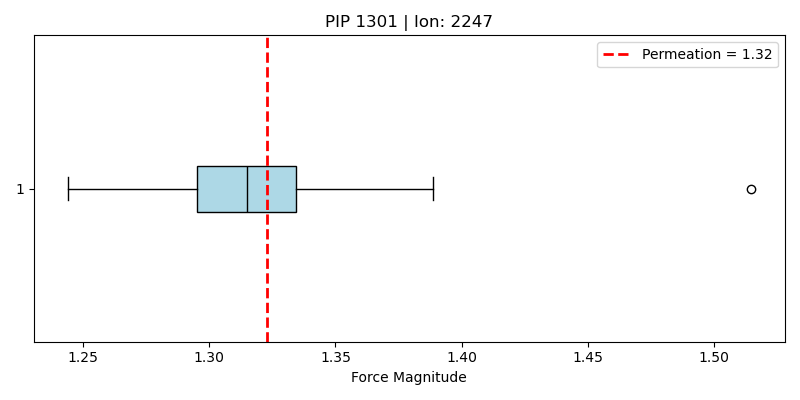 PIP 1301 | Ion: 2247
Permeation = 1.32
1
1.25 1.30 1.35 1.40 1.45 1.50
Force Magnitude